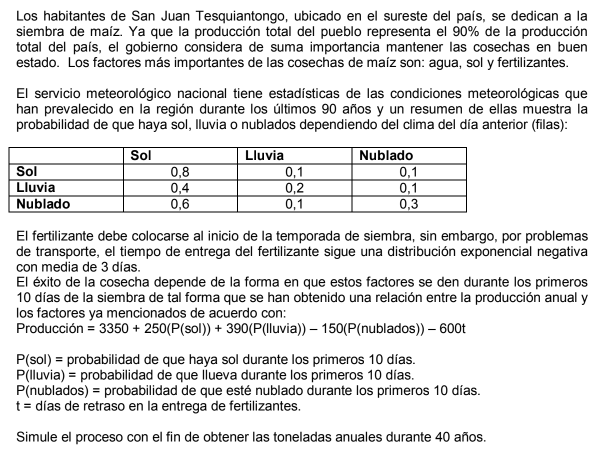 Los habitantes de San Juan Tesquiantongo, ubicado en el sureste del país, se dedican a la
siembra de maíz. Ya que la producción total del pueblo representa el 90% de la producción
total del país, el gobierno considera de suma importancia mantener las cosechas en buen
estado. Los factores más importantes de las cosechas de maíz son: agua, sol y fertilizantes.
El servicio meteorológico nacional tiene estadísticas de las condiciones meteorológicas que
han prevalecido en la región durante los últimos 90 años y un resumen de ellas muestra la
probabilidad de que haya sol, lluvia o nublados dependiendo del clima del día anterior (filas):
Sol Lluvia Nublado
Sol 0,8 0,1 0,1
Lluvia 0,4 0,2 0,1
Nublado 0,6 0,1 0,3
El fertilizante debe colocarse al inicio de la temporada de siembra, sin embargo, por problemas
de transporte, el tiempo de entrega del fertilizante sigue una distribución exponencial negativa
con media de 3 días.
El éxito de la cosecha depende de la forma en que estos factores se den durante los primeros
10 días de la siembra de tal forma que se han obtenido una relación entre la producción anual y
los factores ya mencionados de acuerdo con:
Producción = 3350 + 250(P(sol)) + 390(P(lluvia)) – 150(P(nublados)) – 600t
P(sol) = probabilidad de que haya sol durante los primeros 10 días.
P(lluvia) = probabilidad de que llueva durante los primeros 10 días.
P(nublados) = probabilidad de que esté nublado durante los primeros 10 días.
t = días de retraso en la entrega de fertilizantes.
Simule el proceso con el fin de obtener las toneladas anuales durante 40 años.